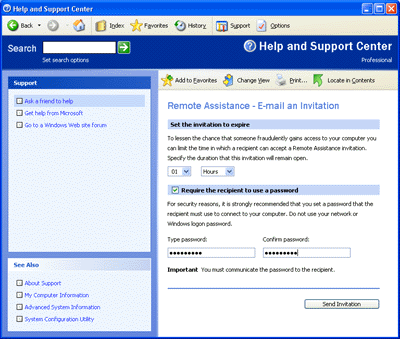 Help and Support Center
Back
Index
Favorites
History
Support
Options
Search
Set search options
Help and Support Center
Professional
Support
Ask a friend to help
Get help from Microsoft
Go to a Windows Web site forum
See Also
About Support
My Computer Information
Advanced System Information
System Configuration Utility
Add to Favorites
Change View
Print...
Locate in Contents
Remote Assistance - E-mail an Invitation
Set the invitation to expire
To lessen the chance that someone fraudulently gains access to your computer you
can limit the time in which a recipient can accept a Remote Assistance invitation.
Specify the duration that this invitation will remain open.
01 Hours
Require the recipient to use a password
For security reasons, it is strongly recommended that you set a password that the
recipient must use to connect to your computer. Do not use your network or
Windows logon password.
Type password: Confirm password:
●●●●●●●●● ●●●●●●●●●
Important You must communicate the password to the recipient.
Send Invitation